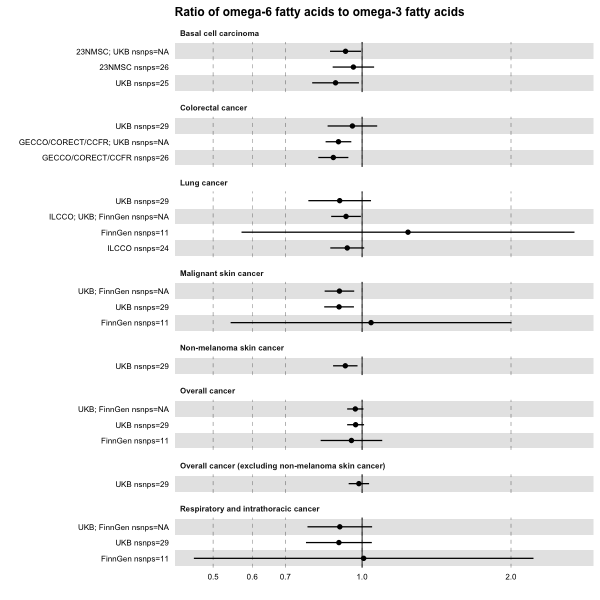 Ratio of omega-6 fatty acids to omega-3 fatty acids
Basal cell carcinoma
23NMSC; UKB nsnps=NA
23NMSC nsnps=26
UKB nsnps=25
Colorectal cancer
UKB nsnps=29
GECCO/CORECT/CCFR; UKB nsnps=NA
GECCO/CORECT/CCFR nsnps=26
Lung cancer
UKB nsnps=29
ILCCO; UKB; FinnGen nsnps=NA
FinnGen nsnps=11
ILCCO nsnps=24
Malignant skin cancer
UKB; FinnGen nsnps=NA
UKB nsnps=29
FinnGen nsnps=11
Non-melanoma skin cancer
UKB nsnps=29
Overall cancer
UKB; FinnGen nsnps=NA
UKB nsnps=29
FinnGen nsnps=11
Overall cancer (excluding non-melanoma skin cancer)
UKB nsnps=29
Respiratory and intrathoracic cancer
UKB; FinnGen nsnps=NA
UKB nsnps=29
FinnGen nsnps=11
0.5 0.6 0.7 1.0 2.0